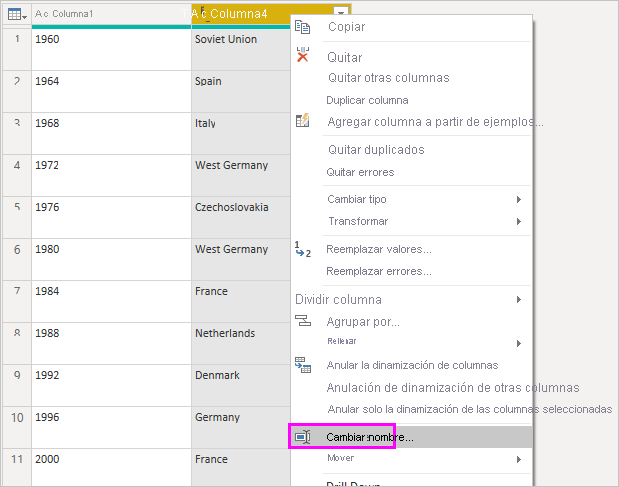 A c Columna1
A c Columna4
1 1960 Soviet Union
2 1964 Spain
3 1968 Italy
4 1972 West Germany
5 1976 Czechoslovakia
6 1980 West Germany
7 1984 France
8 1988 Netherlands
9 1992 Denmark
10 1996 Germany
11 2000 France
Copiar
Quitar
Quitar otras columnas
Duplicar columna
Agregar columna a partir de ejemplos...
Quitar duplicados
Quitar errores
Cambiar tipo
Transformar
1 2 Reemplazar valores...
Reemplazar errores...
Dividir columna
Agrupar por...
Rellenar
Anular la dinamización de columnas
Anulación de dinamización de otras columnas
Anular solo la dinamización de las columnas seleccionadas
Cambiar nombre...
Mover
Drill Down